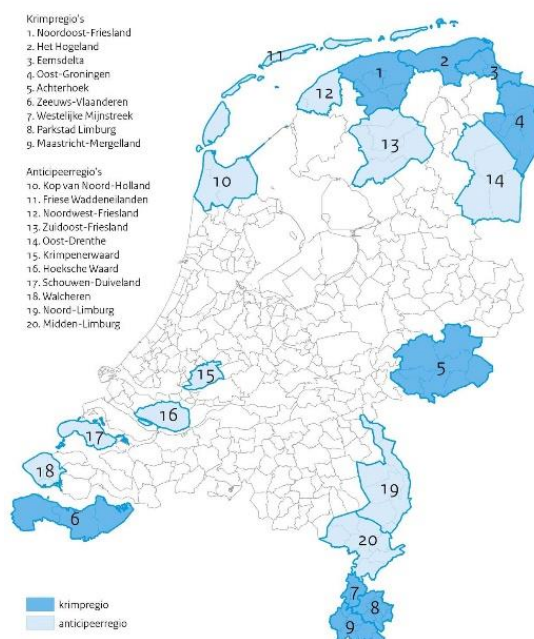 Krimpregio's
1. Noordoost-Friesland
2. Het Hogeland
3. Eemsdelta
4. Oost-Groningen
5. Achterhoek
6. Zeeuws-Vlaanderen
7. Westelijke Mijnstreek
8. Parkstad Limburg
9. Maastricht-Mergelland
Anticipeerregio's
10. Kop van Noord-Holland
11. Friese Waddeneilanden
12. Noordwest-Friesland
13. Zuidoost-Friesland
14. Oost-Drenthe
15. Krimpenerwaard
16. Hoeksche Waard
17. Schouwen-Duiveland
18. Walcheren
19. Noord-Limburg
20. Midden-Limburg
11
2
1
3
12
4
13
14
10
5
15
16
17
18
19
6
20
7
8
9
krimpregio
anticipeerregio